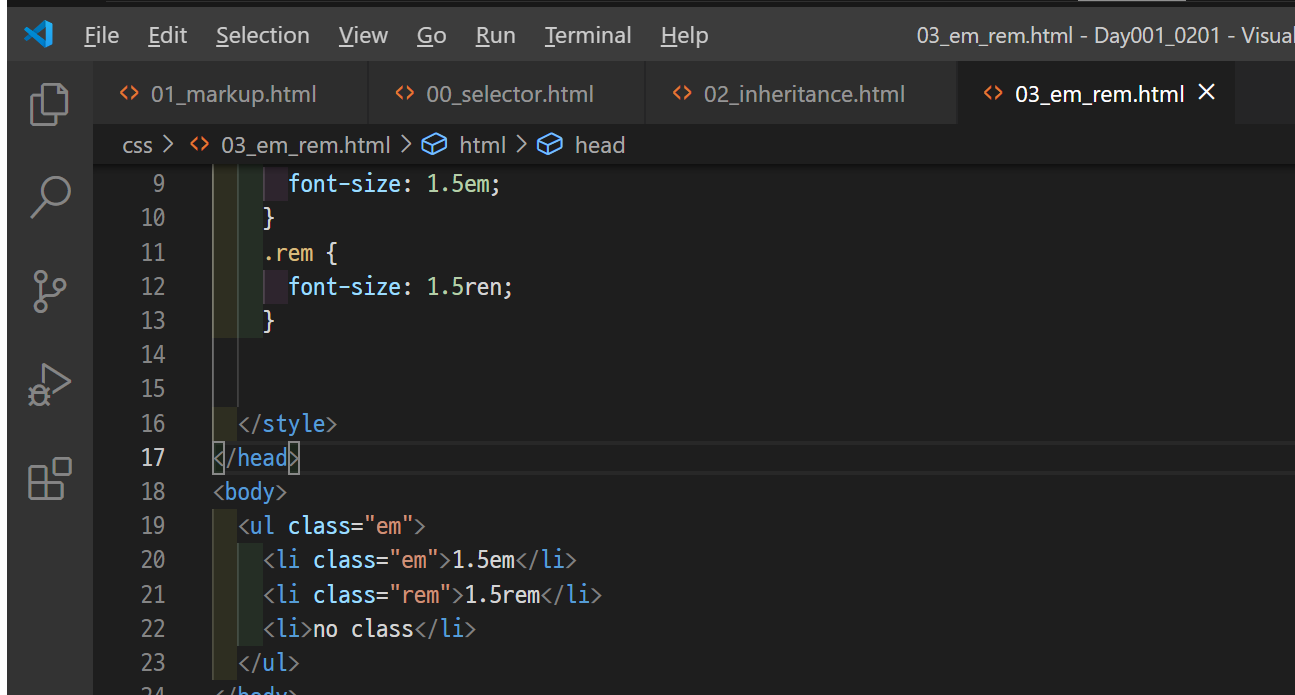 File Edit Selection View Go Run Terminal Help 03_em_rem.html - Day001_0201 - Visual
01_markup.html 00_selector.html 02_inheritance.html 03_em_rem.html
css > 03_em_rem.html > html > head
9 font-size: 1.5em;
10 }
11 .rem {
12 font-size: 1.5ren;
13 }
14
15
16 </style>
17 </head>
18 <body>
19 <ul class="em">
20 <li class="em">1.5em</li>
21 <li class="rem">1.5rem</li>
22 <li>no class</li>
23 </ul>
24 </body>